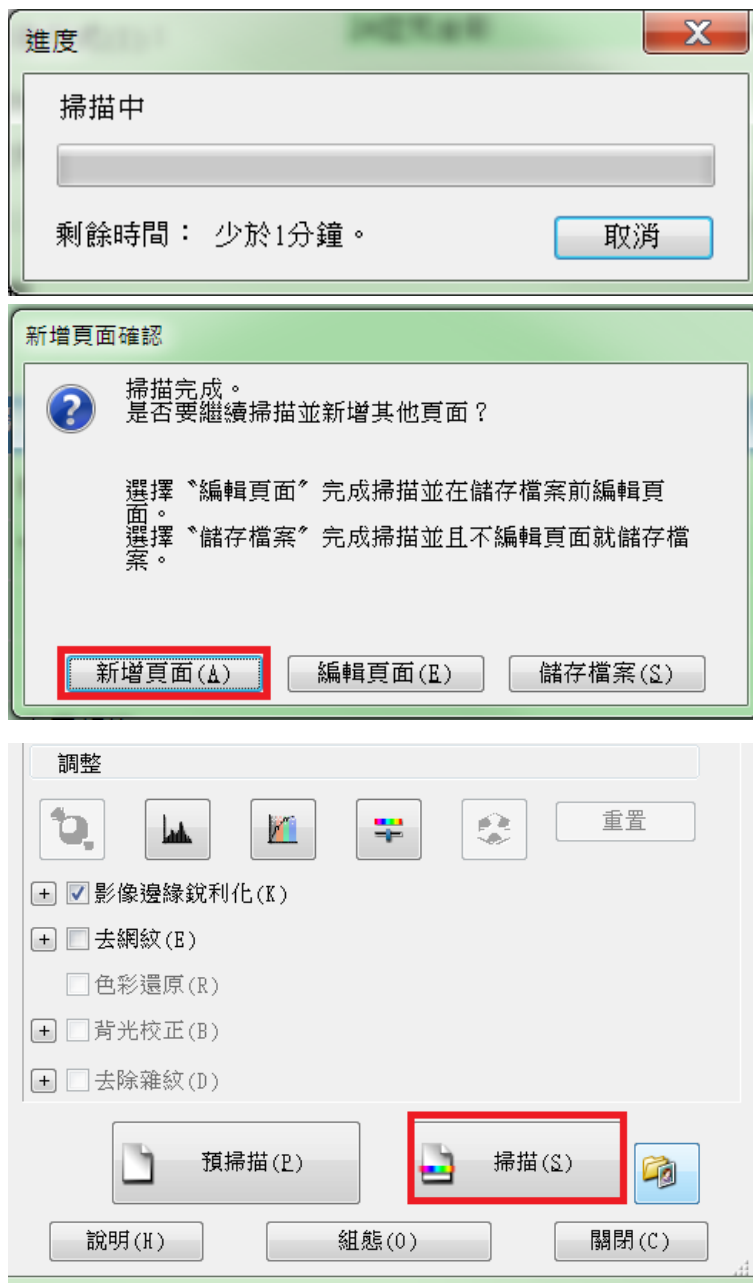 進度
掃描中
剩餘時間： 少於1分鐘。
取消
新增頁面確認
掃描完成。
是否要繼續掃描並新增其他頁面？
選擇〝編輯頁面〞完成掃描並在儲存檔案前編輯頁
面。
選擇〝儲存檔案〞完成掃描並且不編輯頁面就儲存檔
案。
新增頁面(A) 編輯頁面(E) 儲存檔案(S)
調整
重置
影像邊緣銳利化(K)
去網紋(E)
色彩還原(R)
背光校正(B)
去除雜紋(D)
預掃描(P) 掃描(S)
說明(H) 組態(O) 關閉(C)